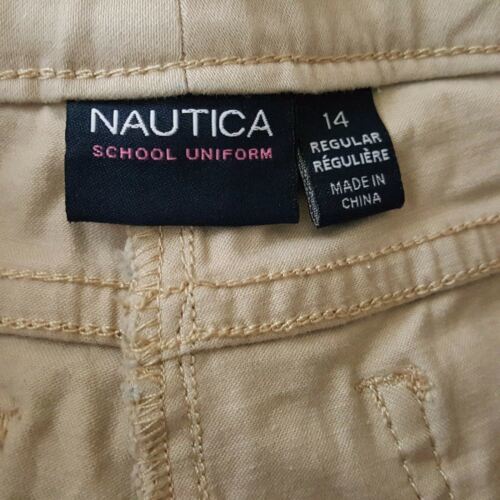 NAUTICA
SCHOOL UNIFORM
14
REGULAR
RÉGULIÈRE
MADE IN
CHINA